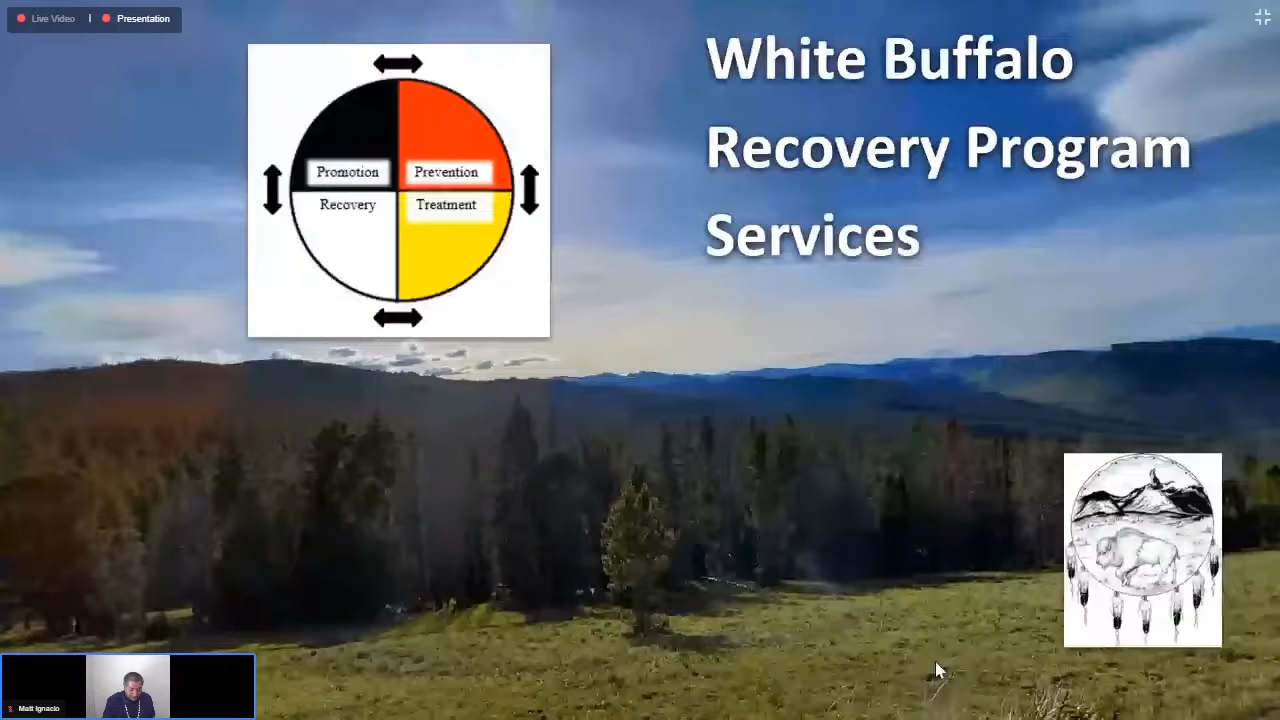 Live Video | Presentation
White Buffalo
Recovery Program
Services
Promotion Prevention
Recovery Treatment
Matt Ignacio